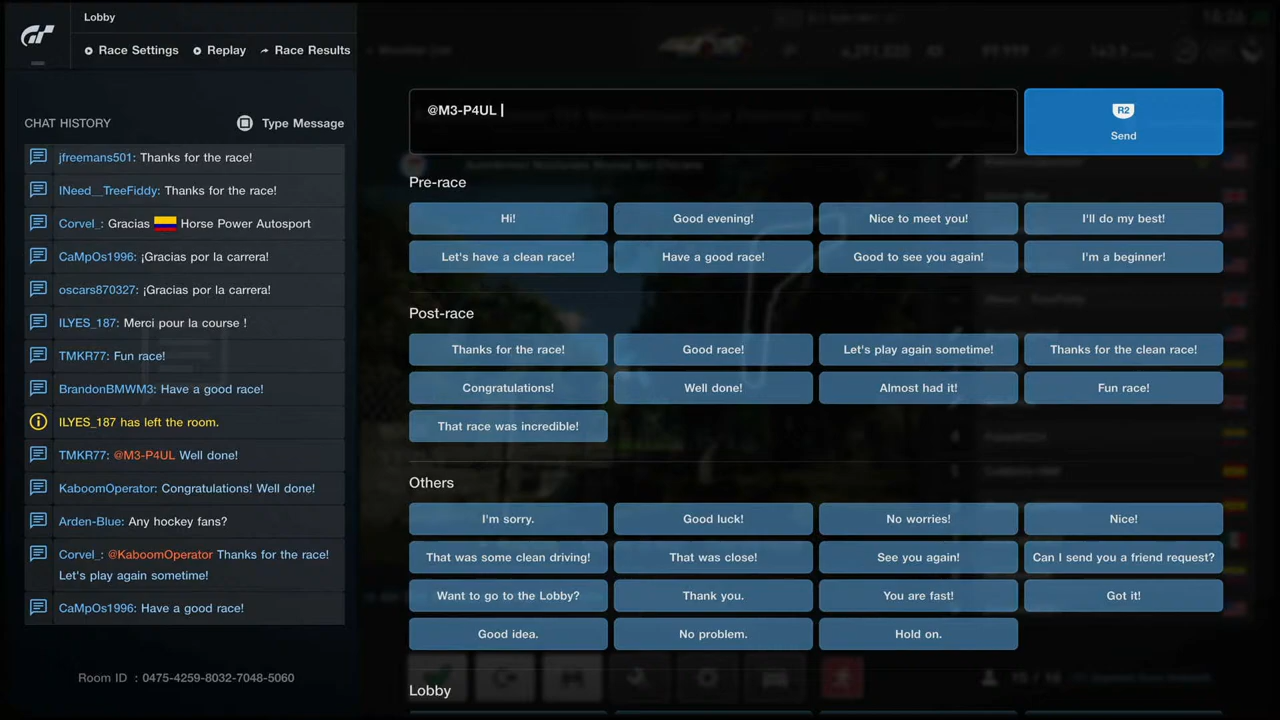 Lobby
Race Settings
Replay
Race Results
CHAT HISTORY
Type Message
jfreemans501: Thanks for the race!
INeed__TreeFiddy: Thanks for the race!
Corvel_: Gracias Horse Power Autosport
CaMpOs1996: ¡Gracias por la carrera!
oscars870327: ¡Gracias por la carrera!
ILYES_187: Merci pour la course !
TMKR77: Fun race!
BrandonBMWM3: Have a good race!
ILYES_187 has left the room.
TMKR77: @M3-P4UL Well done!
KaboomOperator: Congratulations! Well done!
Arden-Blue: Any hockey fans?
Corvel_: @KaboomOperator Thanks for the race!
Let's play again sometime!
CaMpOs1996: Have a good race!
Room ID : 0475-4259-8032-7048-5060
@M3-P4UL
R2
Send
Pre-race
Hi!
Good evening!
Nice to meet you!
I'll do my best!
Let's have a clean race!
Have a good race!
Good to see you again!
I'm a beginner!
Post-race
Thanks for the race!
Good race!
Let's play again sometime!
Thanks for the clean race!
Congratulations!
Well done!
Almost had it!
Fun race!
That race was incredible!
Others
I'm sorry.
Good luck!
No worries!
Nice!
That was some clean driving!
That was close!
See you again!
Can I send you a friend request?
Want to go to the Lobby?
Thank you.
You are fast!
Got it!
Good idea.
No problem.
Hold on.
Lobby